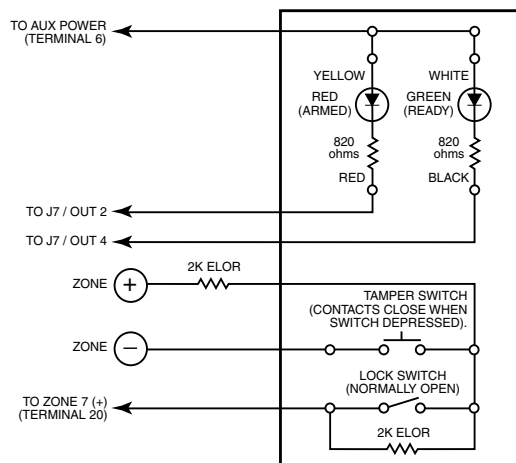 TO AUX POWER
(TERMINAL 6)
YELLOW
WHITE
RED
(ARMED)
GREEN
(READY)
820
ohms
820
ohms
RED
BLACK
TO J7 / OUT 2
TO J7 / OUT 4
2K ELOR
ZONE
+
TAMPER SWITCH
(CONTACTS CLOSE WHEN
SWITCH DEPRESSED).
ZONE
−
LOCK SWITCH
(NORMALLY OPEN)
TO ZONE 7 (+)
(TERMINAL 20)
2K ELOR